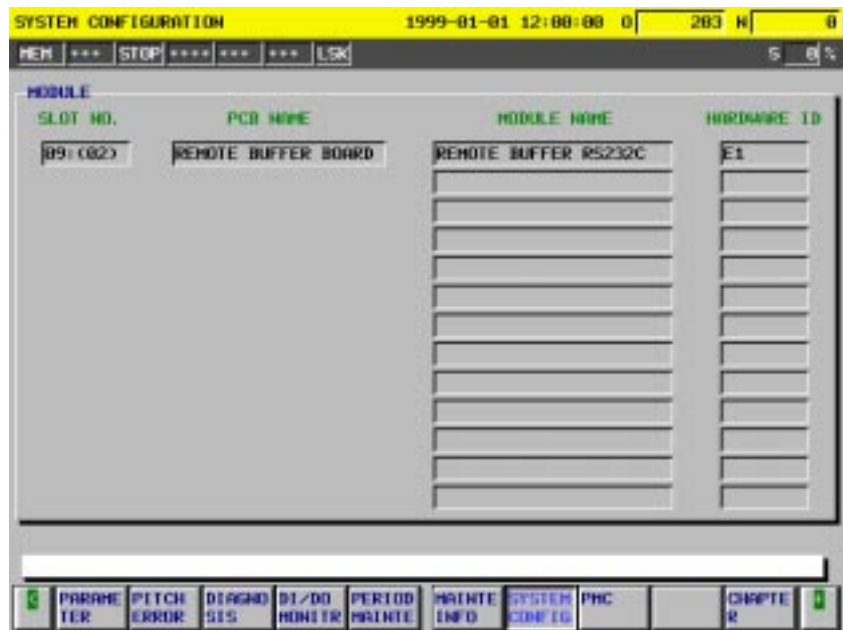 SYSTEM CONFIGURATION 1999-01-01 12:00:00 O 203 N 0
MEM *** STOP **** *** *** LSK S 0 %
MODULE
SLOT NO. PCB NAME MODULE NAME HARDWARE ID
09:(02) REMOTE BUFFER BOARD REMOTE BUFFER RS232C E1
PARAME TER PITCH ERROR DIAGNO SIS DI/DO MONITR PERIOD MAINTE MAINTE INFO SYSTEM CONFIG PMC CHAPTE R